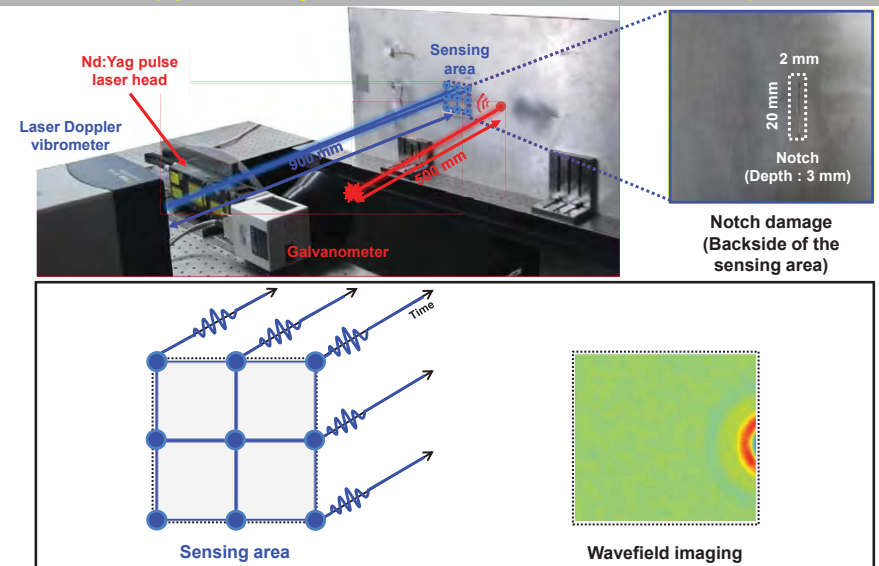 Nd:Yag pulse
laser head
Sensing
area
Laser Doppler
vibrometer
900 mm
500 mm
Galvanometer
2 mm
20 mm
Notch
(Depth : 3 mm)
Notch damage
(Backside of the
sensing area)
Time
Sensing area
Wavefield imaging